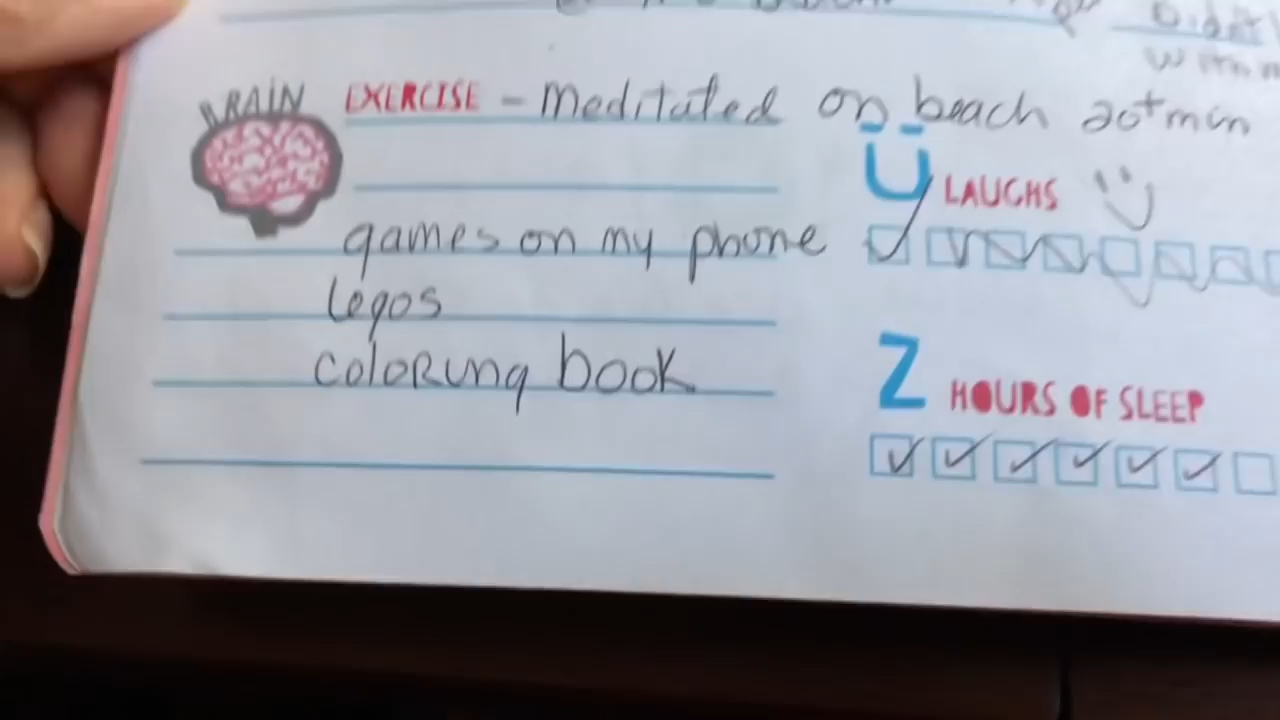 BRAIN EXERCISE - Meditated on beach 20+ min
LAUGHS
games on my phone
legos
coloring book
Z HOURS OF SLEEP